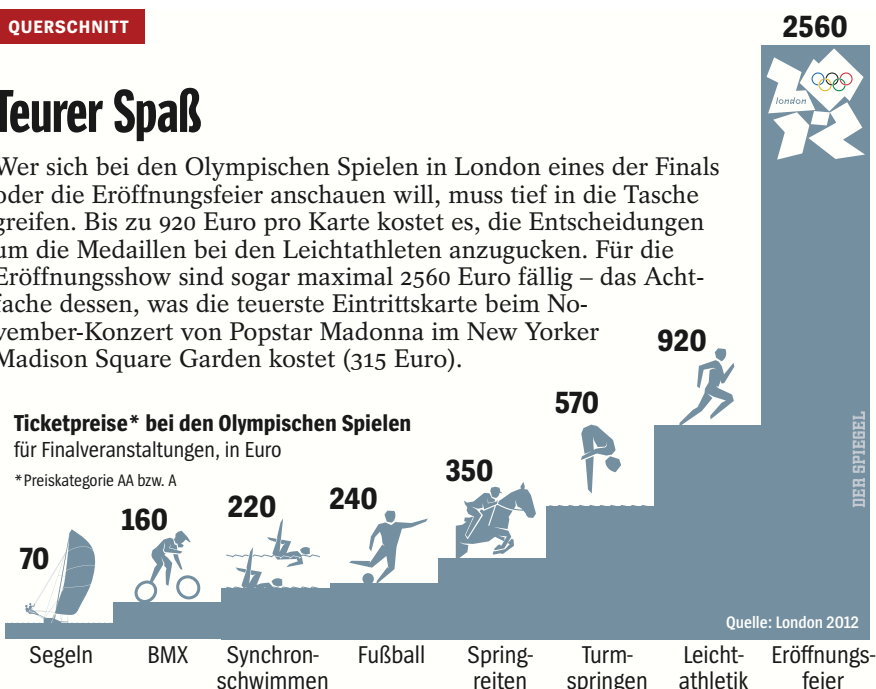 QUERSCHNITT
2560
london
Teurer Spaß
Wer sich bei den Olympischen Spielen in London eines der Finals
oder die Eröffnungsfeier anschauen will, muss tief in die Tasche
greifen. Bis zu 920 Euro pro Karte kostet es, die Entscheidungen
um die Medaillen bei den Leichtathleten anzugucken. Für die
Eröffnungsshow sind sogar maximal 2560 Euro fällig – das Acht-
fache dessen, was die teuerste Eintrittskarte beim No-
vember-Konzert von Popstar Madonna im New Yorker
Madison Square Garden kostet (315 Euro).
920
570
Ticketpreise* bei den Olympischen Spielen
für Finalveranstaltungen, in Euro
*Preiskategorie AA bzw. A
350
240
220
160
70
DER SPIEGEL
Quelle: London 2012
Segeln
BMX
Synchron-
schwimmen
Fußball
Spring-
reiten
Turm-
springen
Leicht-
athletik
Eröffnungs-
feier